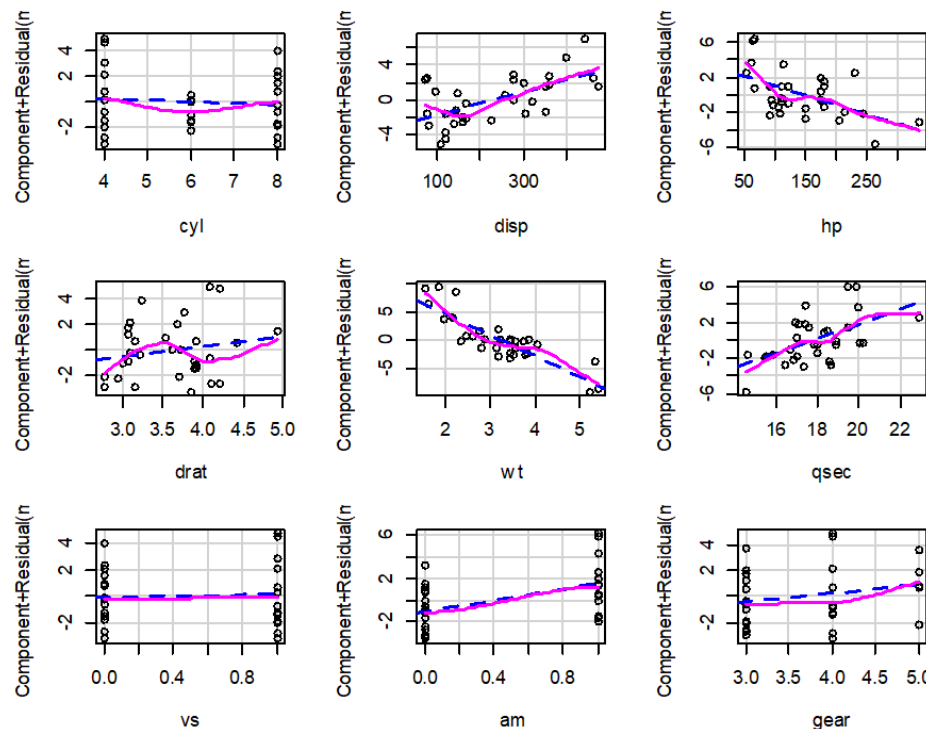 Component+Residual(m
4
2
-2
4 5 6 7 8
cyl
Component+Residual(m
4
0
-4
100 300
disp
Component+Residual(m
6
2
-2
-6
50 150 250
hp
Component+Residual(m
4
2
-2
3.0 3.5 4.0 4.5 5.0
drat
Component+Residual(m
5
0
-5
2 3 4 5
wt
Component+Residual(m
6
2
-2
-6
16 18 20 22
qsec
Component+Residual(m
4
2
-2
0.0 0.4 0.8
vs
Component+Residual(m
6
2
-2
0.0 0.4 0.8
am
Component+Residual(m
4
2
-2
3.0 3.5 4.0 4.5 5.0
gear